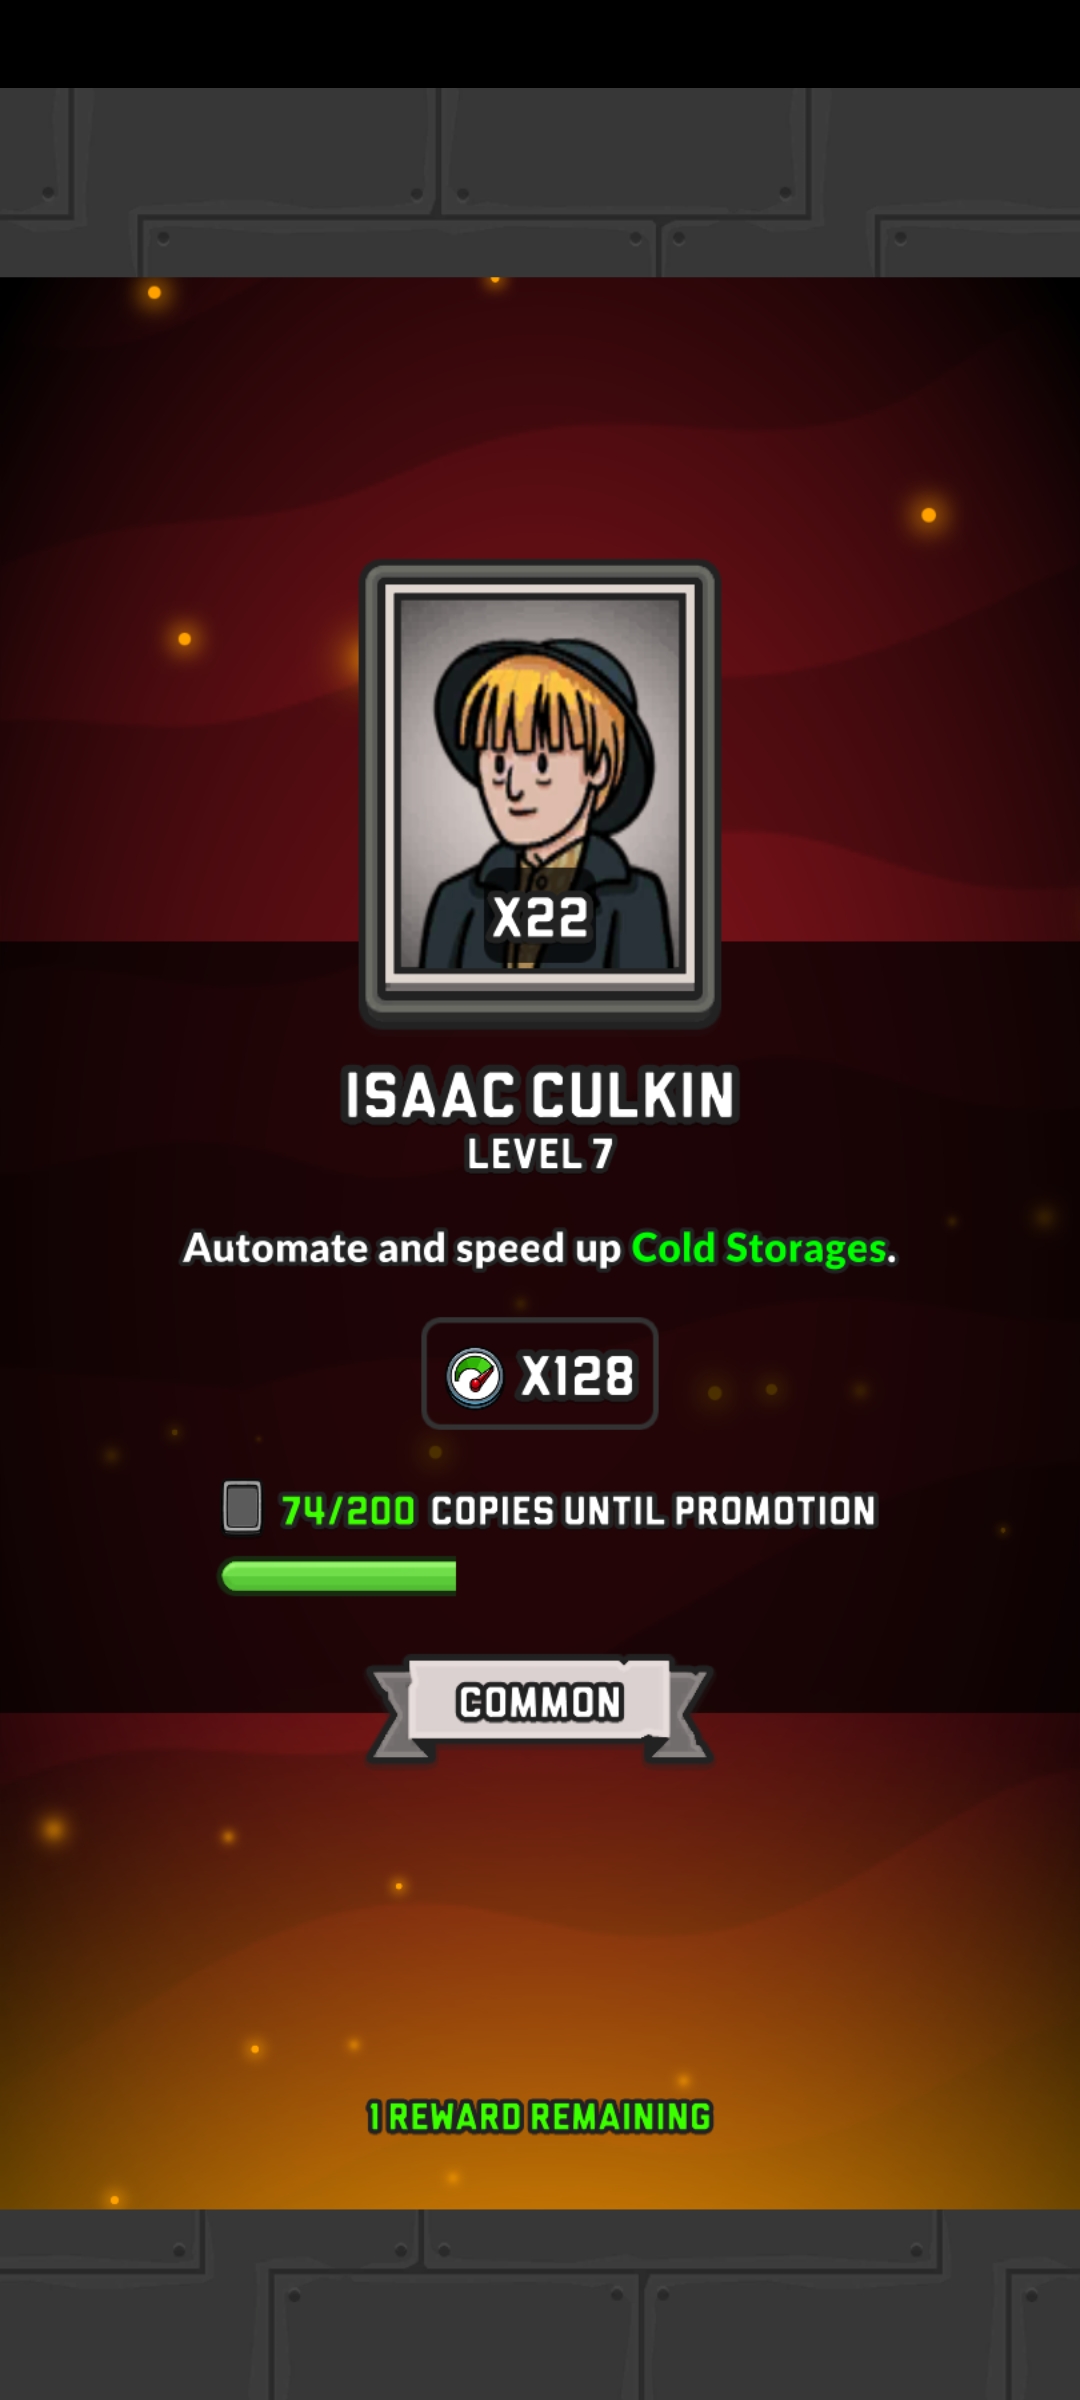 X22
ISAAC CULKIN
LEVEL 7
Automate and speed up Cold Storages.
X128
74/200 COPIES UNTIL PROMOTION
COMMON
1 REWARD REMAINING